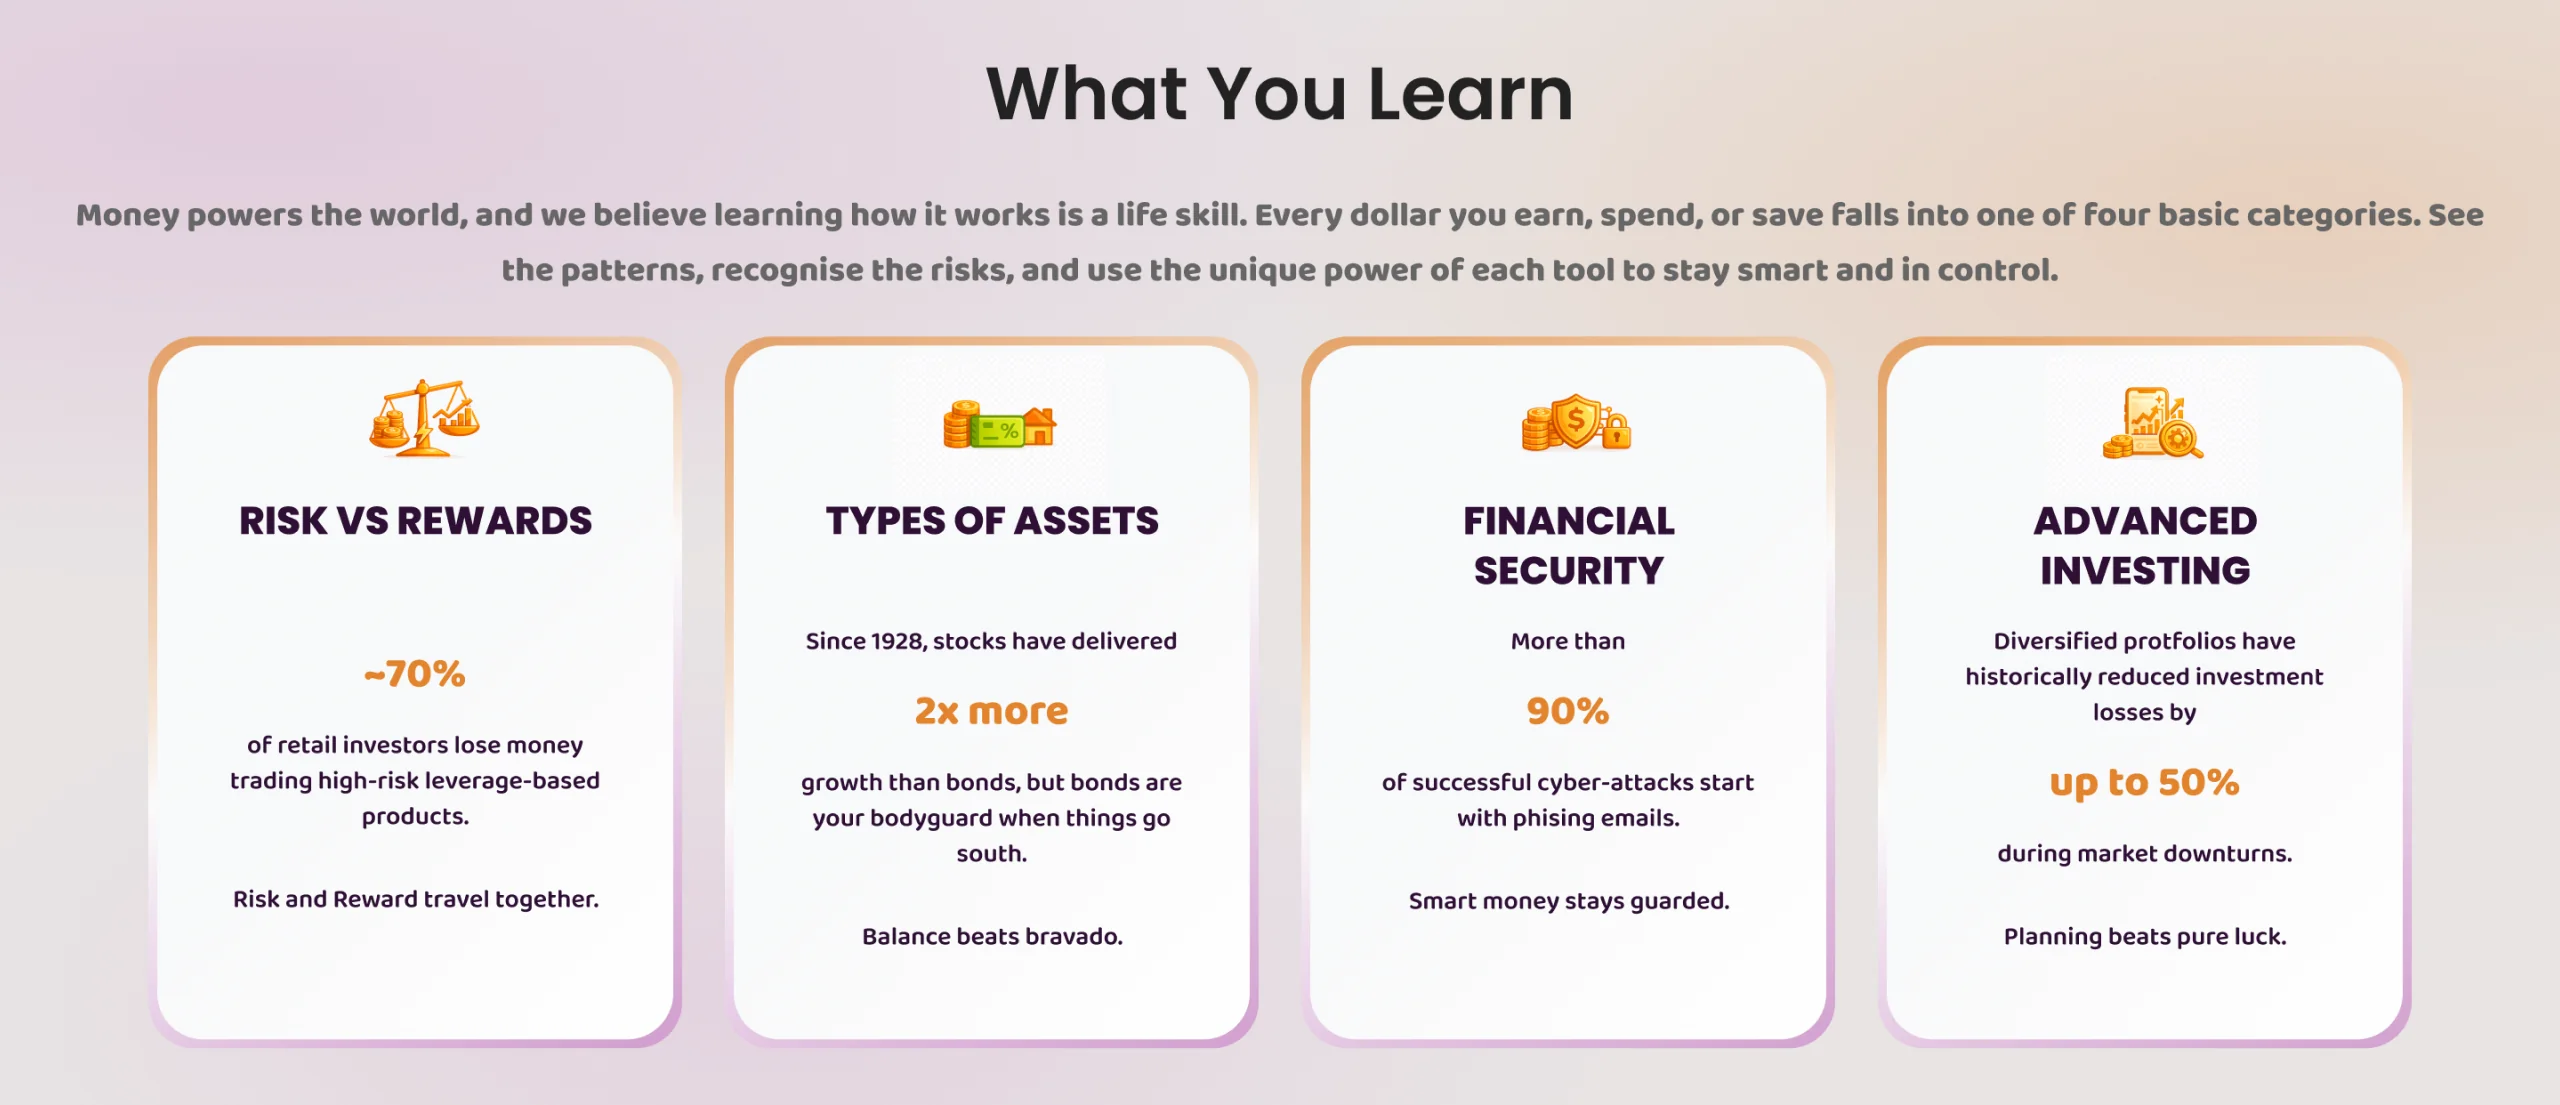 What You Learn
Money powers the world, and we believe learning how it works is a life skill. Every dollar you earn, spend, or save falls into one of four basic categories. See
the patterns, recognise the risks, and use the unique power of each tool to stay smart and in control.
RISK VS REWARDS
~70%
of retail investors lose money
trading high-risk leverage-based
products.
Risk and Reward travel together.
%
TYPES OF ASSETS
Since 1928, stocks have delivered
2x more
growth than bonds, but bonds are
your bodyguard when things go
south.
Balance beats bravado.
$
FINANCIAL
SECURITY
More than
90%
of successful cyber-attacks start
with phising emails.
Smart money stays guarded.
ADVANCED
INVESTING
Diversified protfolios have
historically reduced investment
losses by
up to 50%
during market downturns.
Planning beats pure luck.